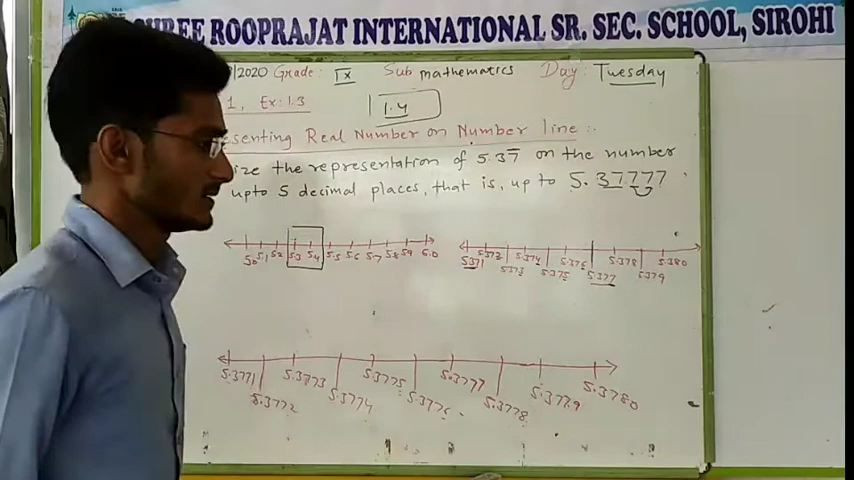 SHREE ROOPRAJAT INTERNATIONAL SR. SEC. SCHOOL, SIROHI
/2020 Grade: IX Sub mathematics Day: Tuesday
1, Ex: 1.3 1.4
senting Real Number on Number line :-
ize the representation of 5.37̅ on the number
upto 5 decimal places, that is, up to 5.37777
5.0 5.1 5.2 5.3 5.4 5.5 5.6 5.7 5.8 5.9 6.0
5.371 5.372 5.373 5.374 5.375 5.376 5.377 5.378 5.379 5.380
5.3771 5.3772 5.3773 5.3774 5.3775 5.3776 5.3777 5.3778 5.3779 5.3780